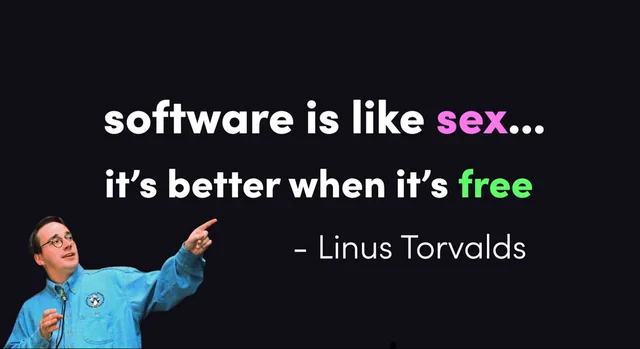 software is like sex...
it's better when it's free
- Linus Torvalds